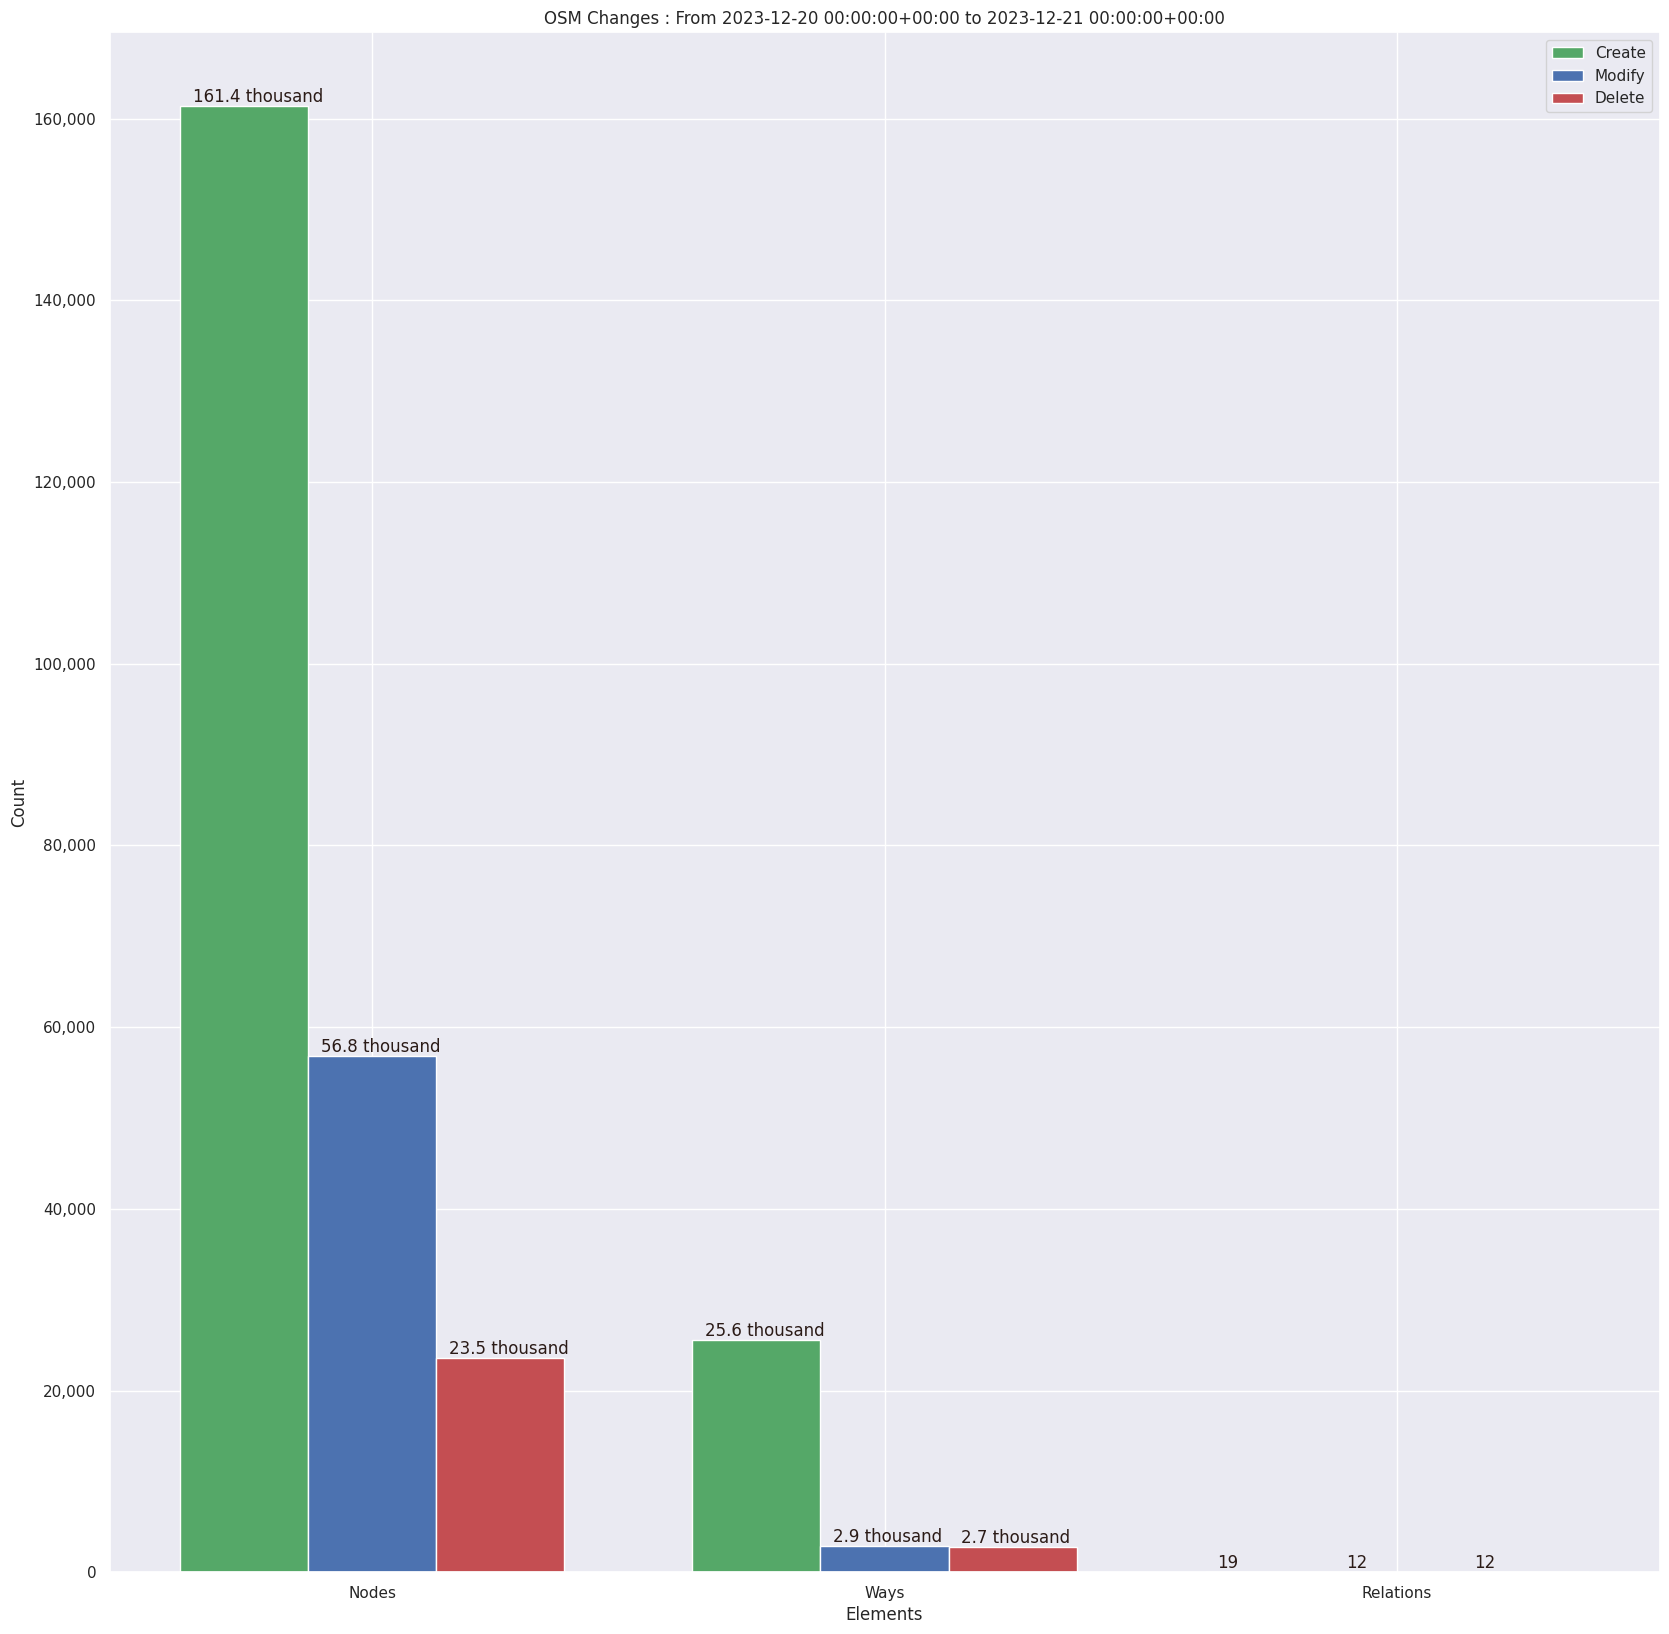 OSM Changes : From 2023-12-20 00:00:00+00:00 to 2023-12-21 00:00:00+00:00
Create
Modify
Delete
161.4 thousand
160,000
140,000
120,000
100,000
80,000
60,000
40,000
20,000
0
Count
56.8 thousand
23.5 thousand
25.6 thousand
2.9 thousand
2.7 thousand
19
12
12
Nodes
Ways
Relations
Elements